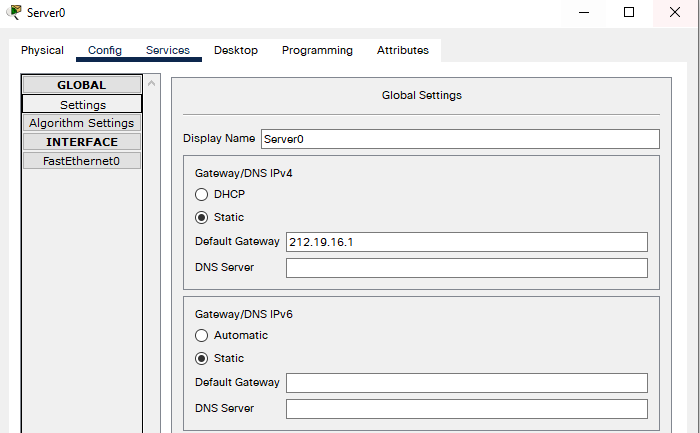 Server0
Physical Config Services Desktop Programming Attributes
GLOBAL
Settings
Algorithm Settings
INTERFACE
FastEthernet0
Global Settings
Display Name Server0
Gateway/DNS IPv4
DHCP
Static
Default Gateway 212.19.16.1
DNS Server
Gateway/DNS IPv6
Automatic
Static
Default Gateway
DNS Server